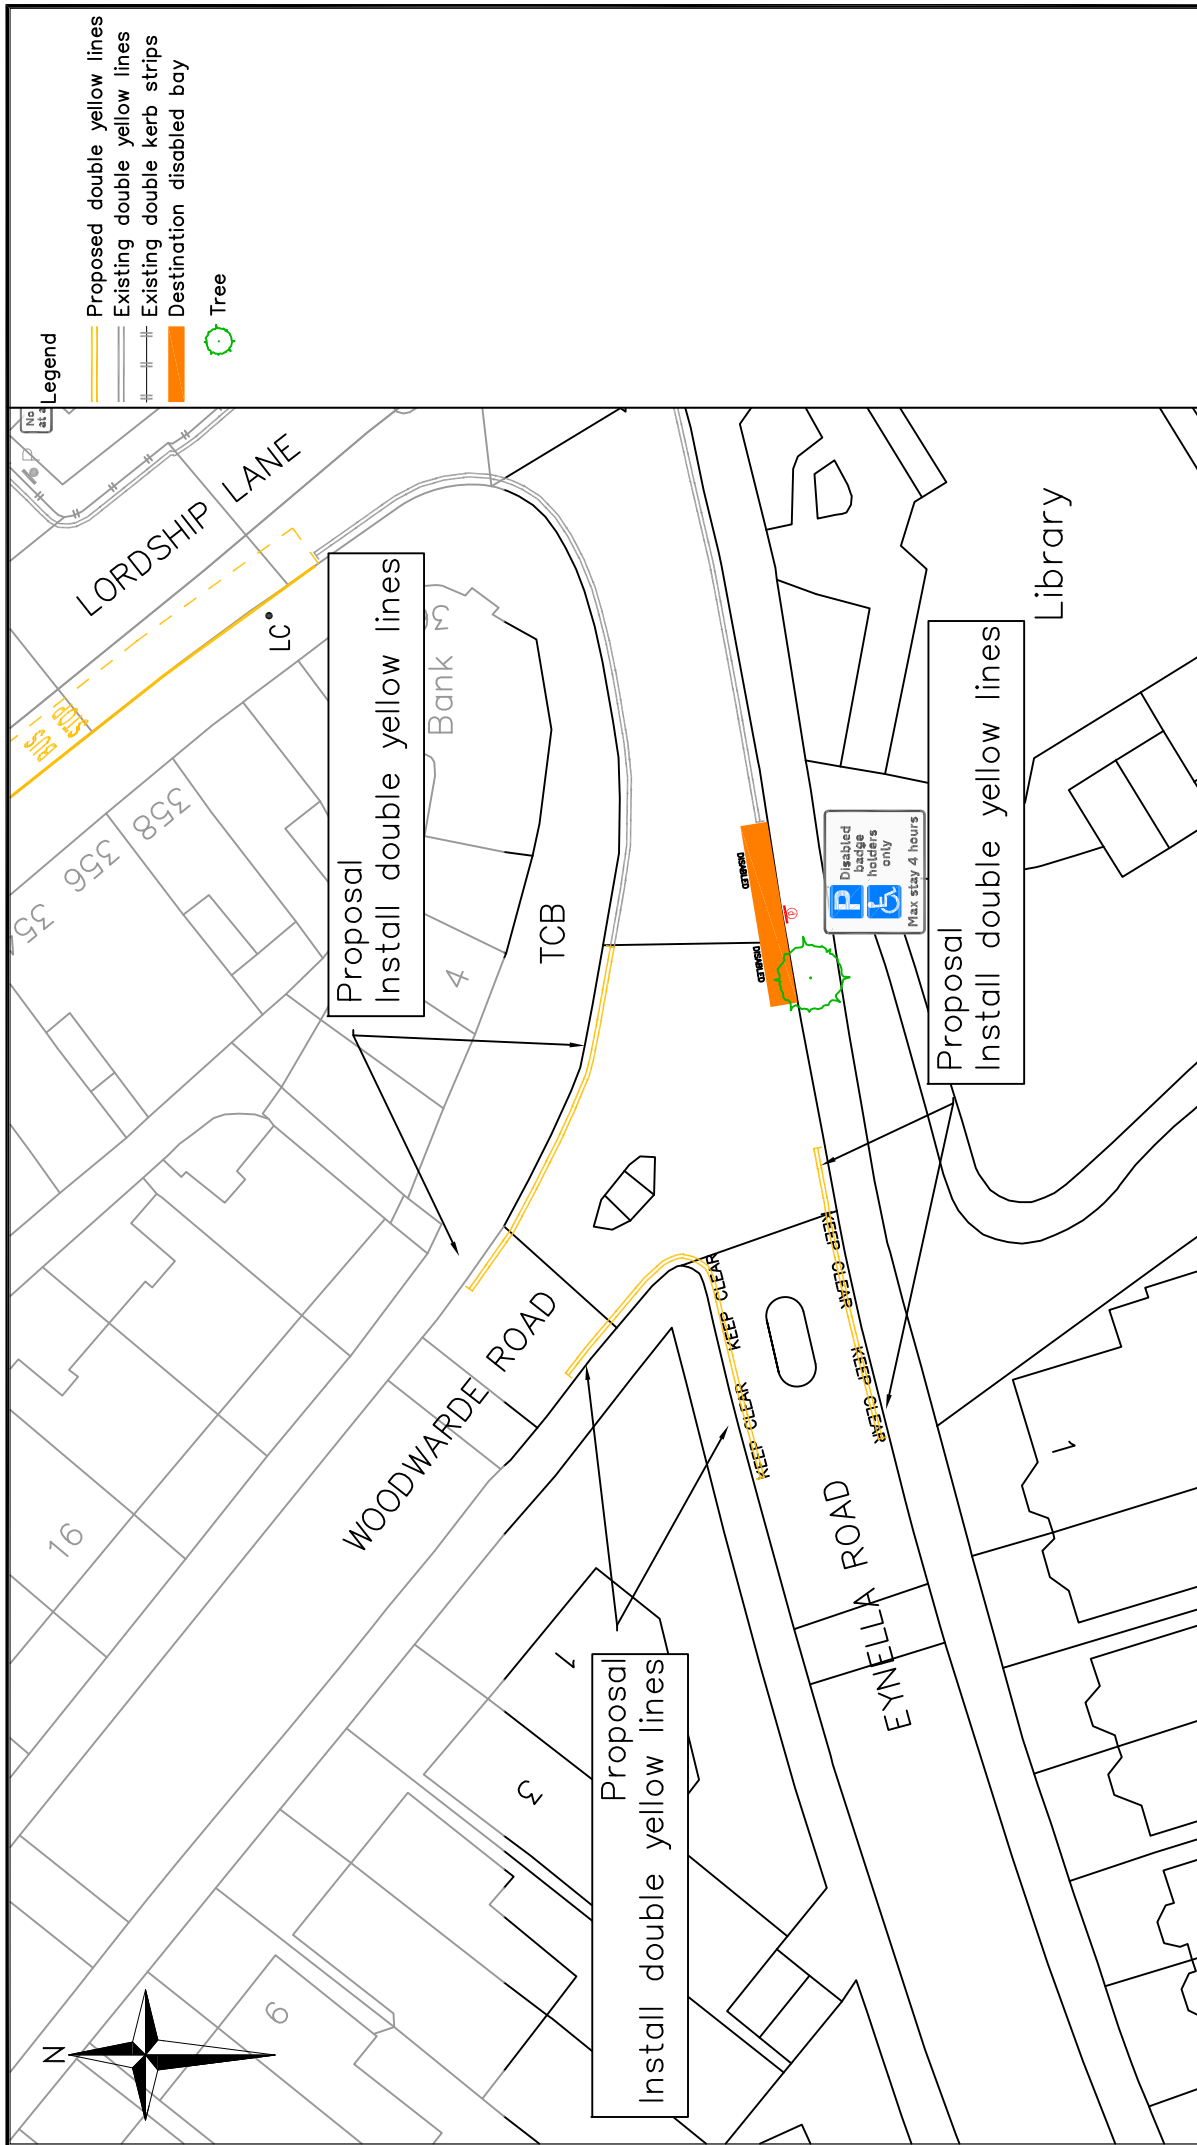 Legend
Proposed double yellow lines
Existing double yellow lines
Existing double kerb strips
Destination disabled bay
Tree
N
LORDSHIP LANE
BUS
STOP
LC
354
356
358
Bank
Proposal
Install double yellow lines
4
TCB
16
WOODWARDE ROAD
DISABLED
DISABLED
P
Disabled
badge
holders
only
Max stay 4 hours
Library
Proposal
Install double yellow lines
KEEP CLEAR
KEEP CLEAR
KEEP CLEAR
KEEP CLEAR
EYNELLA ROAD
1
1
3
6
Proposal
Install double yellow lines